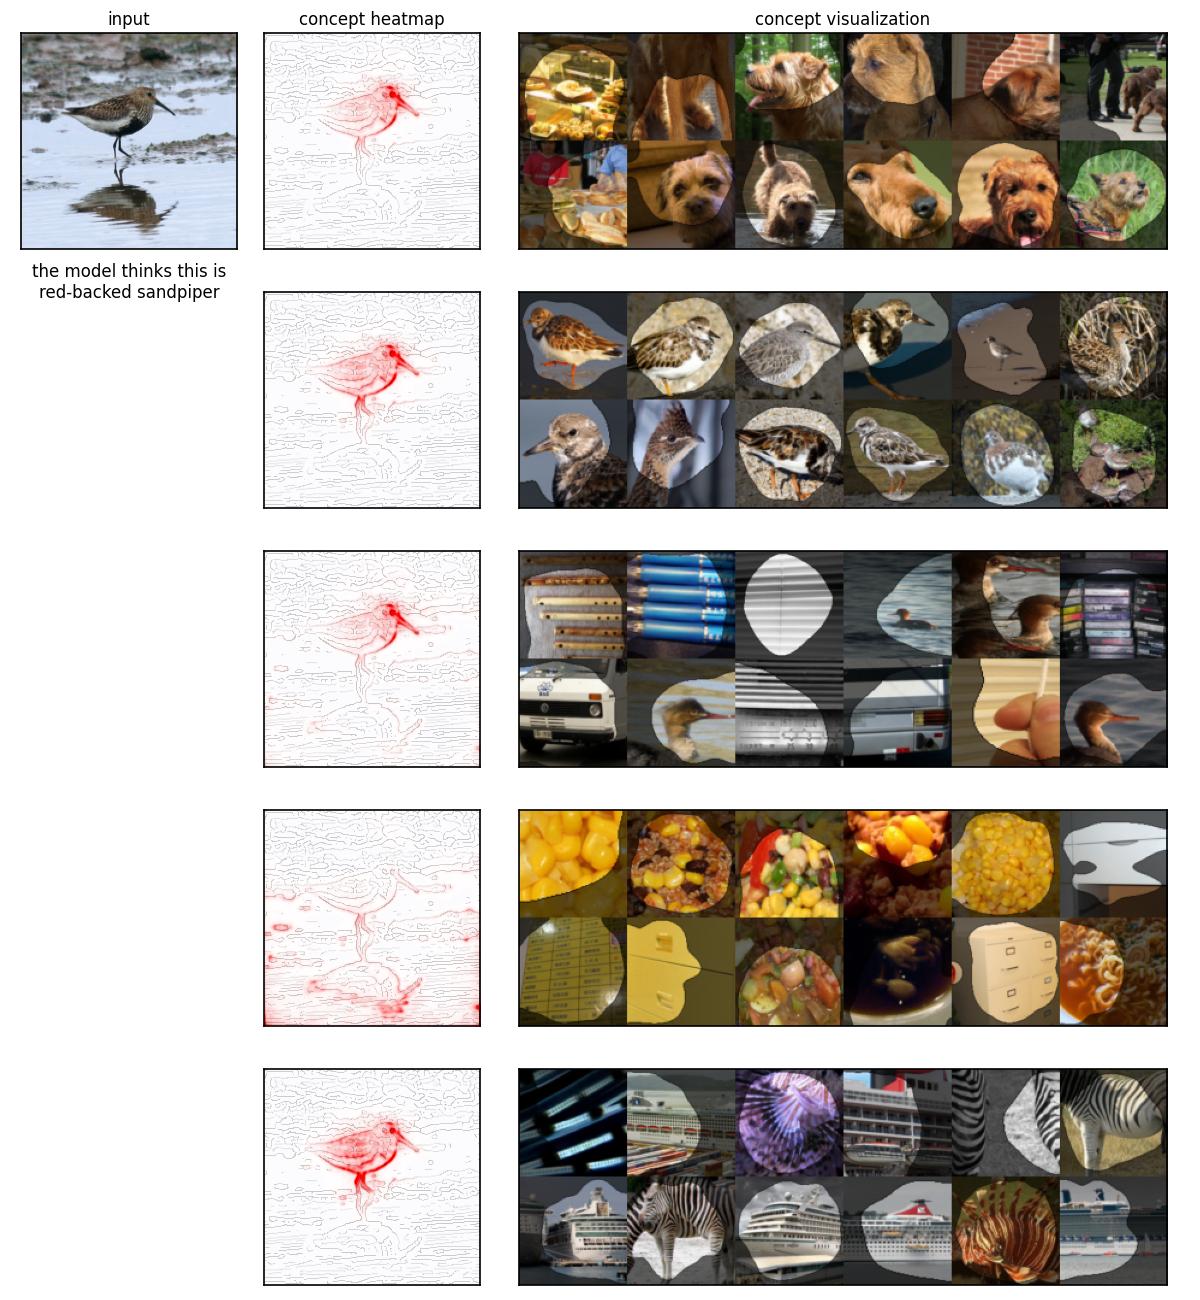 input
concept heatmap
concept visualization
the model thinks this is
red-backed sandpiper